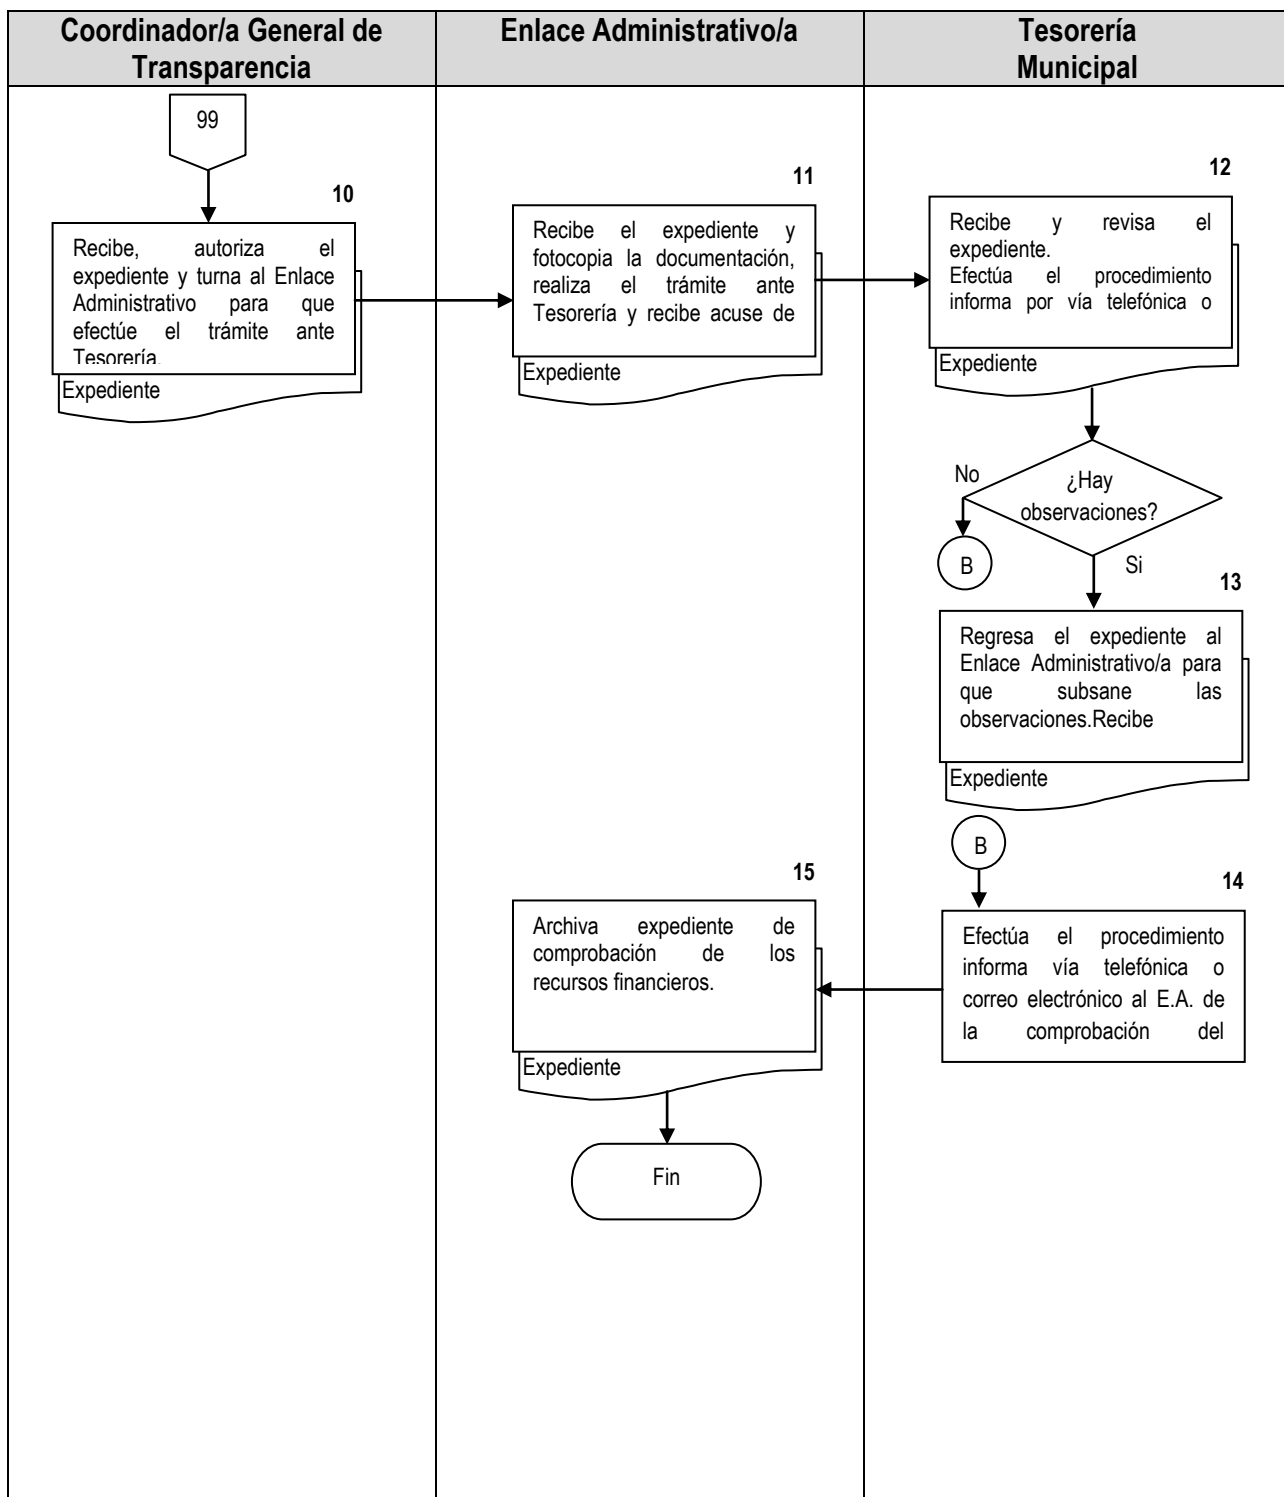 Coordinador/a General de
Transparencia
Enlace Administrativo/a
Tesorería
Municipal
99
10
Recibe, autoriza el
expediente y turna al Enlace
Administrativo para que
efectúe el trámite ante
Tesorería.
Expediente
11
Recibe el expediente y
fotocopia la documentación,
realiza el trámite ante
Tesorería y recibe acuse de
Expediente
12
Recibe y revisa el
expediente.
Efectúa el procedimiento
informa por vía telefónica o
Expediente
¿Hay
observaciones?
No
B
Si
13
Regresa el expediente al
Enlace Administrativo/a para
que subsane las
observaciones.Recibe
Expediente
B
14
Efectúa el procedimiento
informa vía telefónica o
correo electrónico al E.A. de
la comprobación del
15
Archiva expediente de
comprobación de los
recursos financieros.
Expediente
Fin